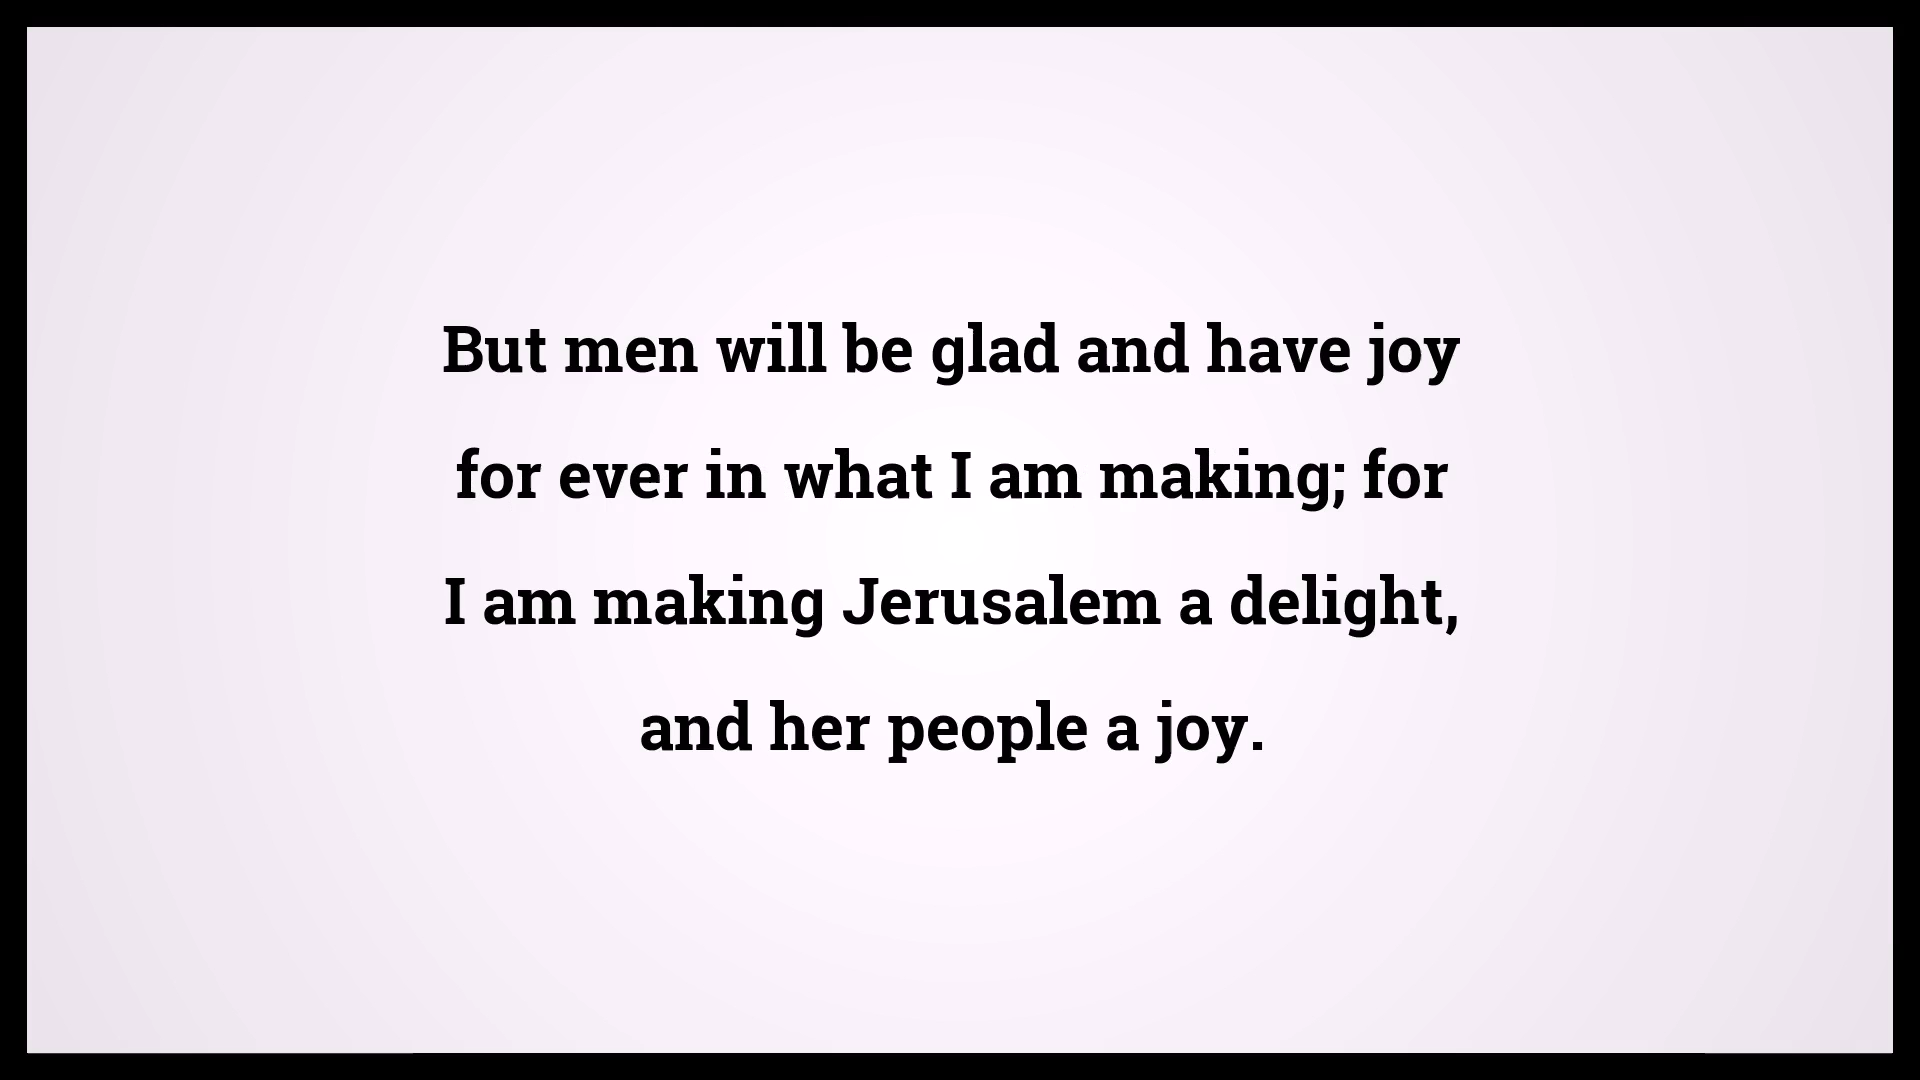 But men will be glad and have joy
for ever in what I am making; for
I am making Jerusalem a delight,
and her people a joy.